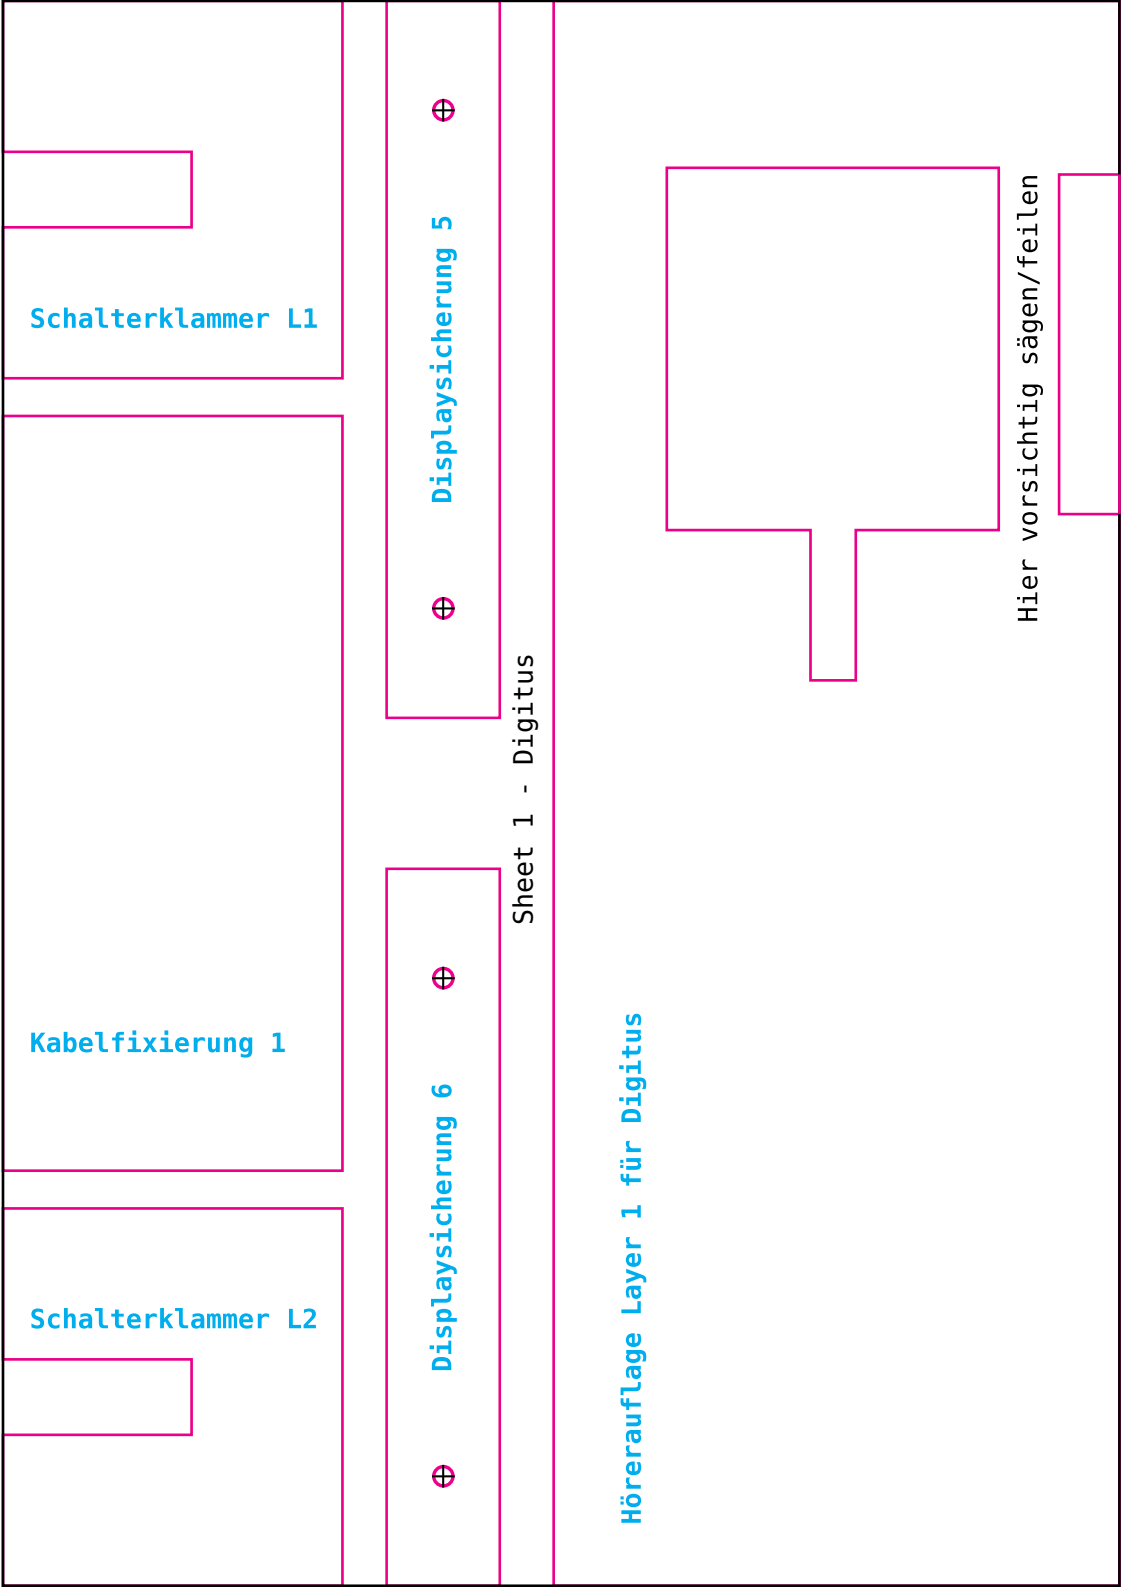 Schalterklammer L1
Kabelfixierung 1
Schalterklammer L2
Displaysicherung 5
Displaysicherung 6
Sheet 1 - Digitus
Hörerauflage Layer 1 für Digitus
Hier vorsichtig sägen/feilen